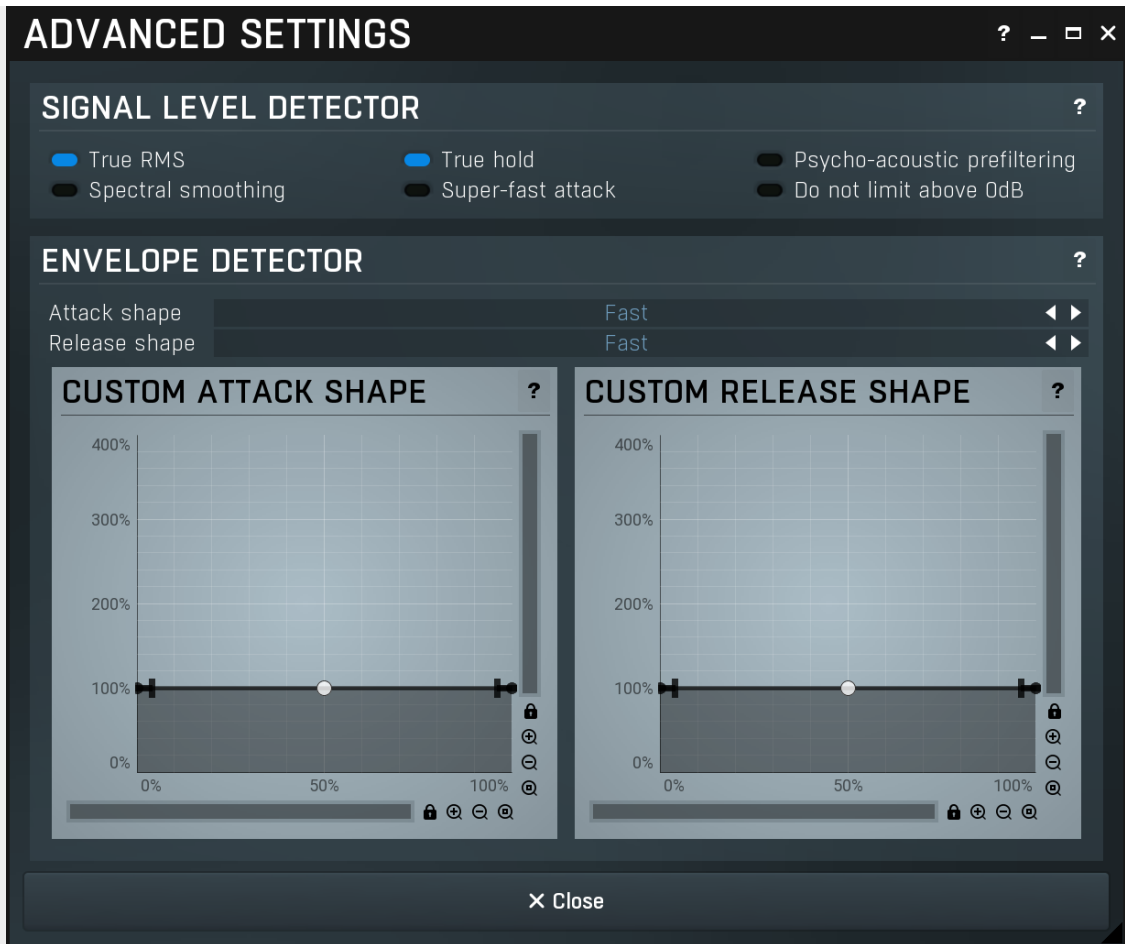 ADVANCED SETTINGS ?
SIGNAL LEVEL DETECTOR ?
True RMS True hold Psycho-acoustic prefiltering
Spectral smoothing Super-fast attack Do not limit above 0dB
ENVELOPE DETECTOR ?
Attack shape Fast
Release shape Fast
CUSTOM ATTACK SHAPE ?
400%
300%
200%
100%
0%
0% 50% 100%
CUSTOM RELEASE SHAPE ?
400%
300%
200%
100%
0%
0% 50% 100%
Close